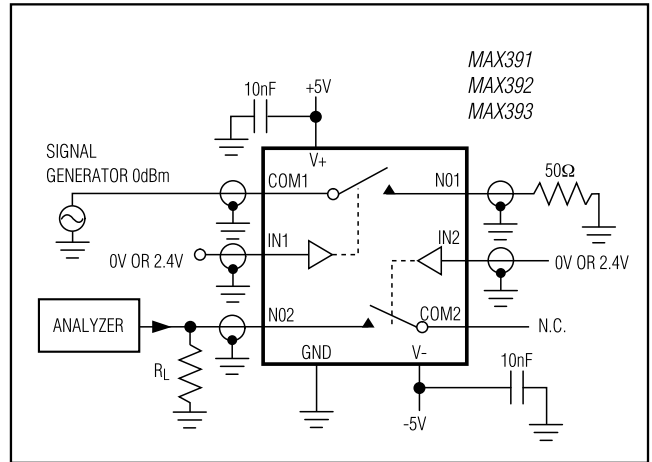 MAX391
MAX392
MAX393
10nF
+5V
V+
SIGNAL
GENERATOR 0dBm
COM1
N01
50Ω
IN1
IN2
0V OR 2.4V
0V OR 2.4V
ANALYZER
N02
COM2
N.C.
RL
GND
V-
10nF
-5V